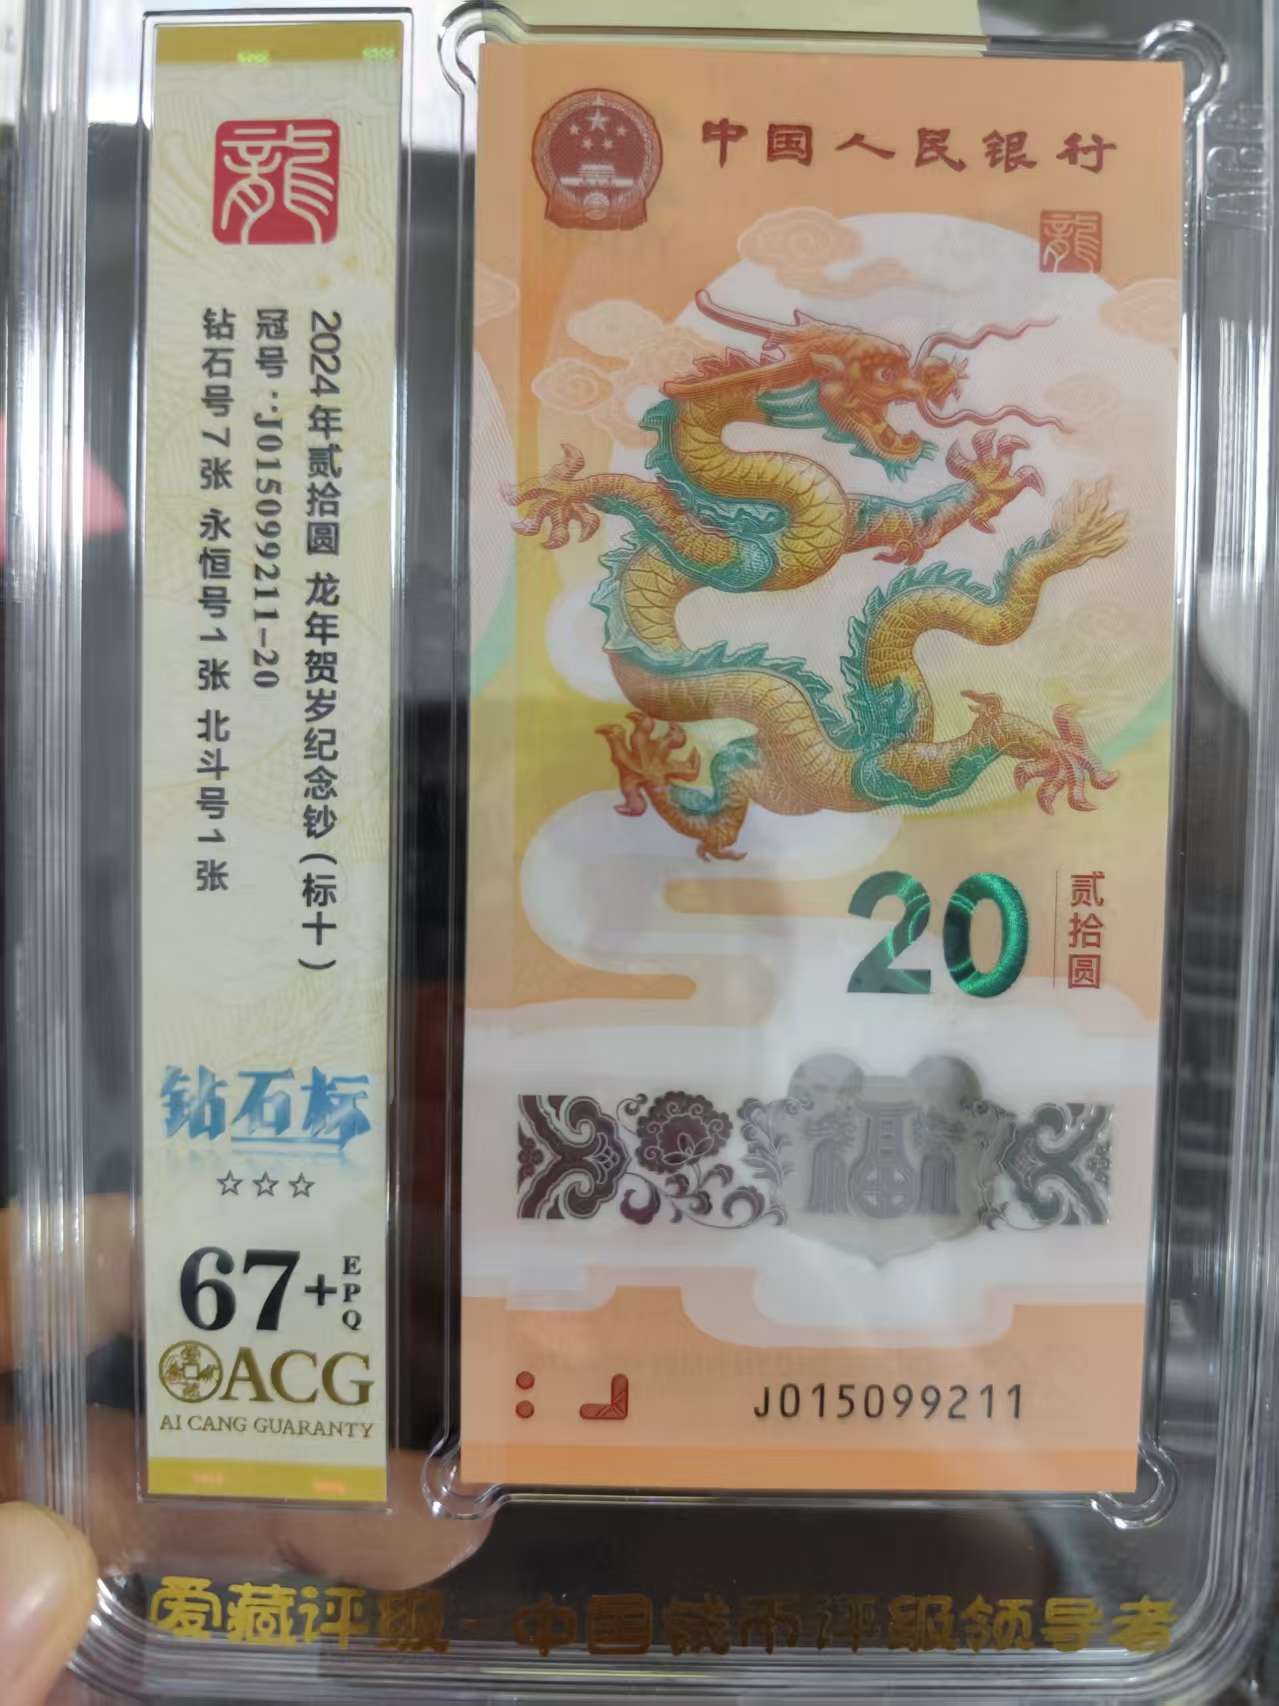 龍
2024年贰拾圆 龙年贺岁纪念钞(标十)
冠号:J015099211-20
钻石号7张 永恒号1张 北斗号1张
钻石标
☆☆☆
67+
EPQ
ACG
AI CANG GUARANTY
中国人民银行
龍
20
贰拾圆
J015099211
爱藏评级-中国钱币评级领导者